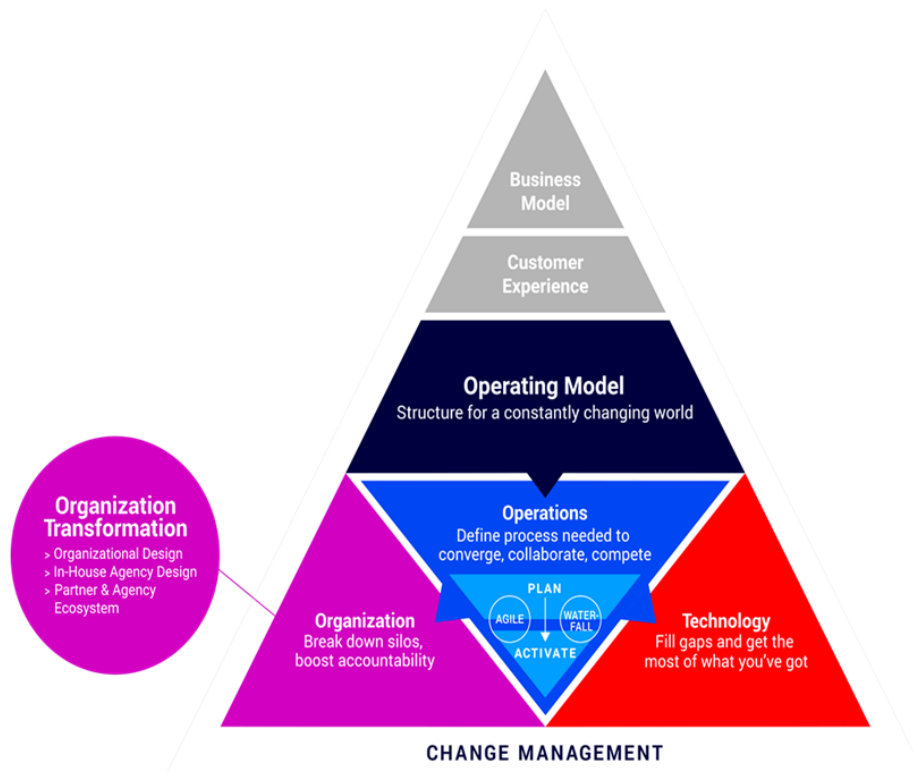 Business
Model
Customer
Experience
Operating Model
Structure for a constantly changing world
Organization
Transformation
> Organizational Design
> In-House Agency Design
> Partner & Agency
Ecosystem
Operations
Define process needed to
converge, collaborate, compete
PLAN
AGILE
WATER-
FALL
ACTIVATE
Organization
Break down silos,
boost accountability
Technology
Fill gaps and get the
most of what you've got
CHANGE MANAGEMENT